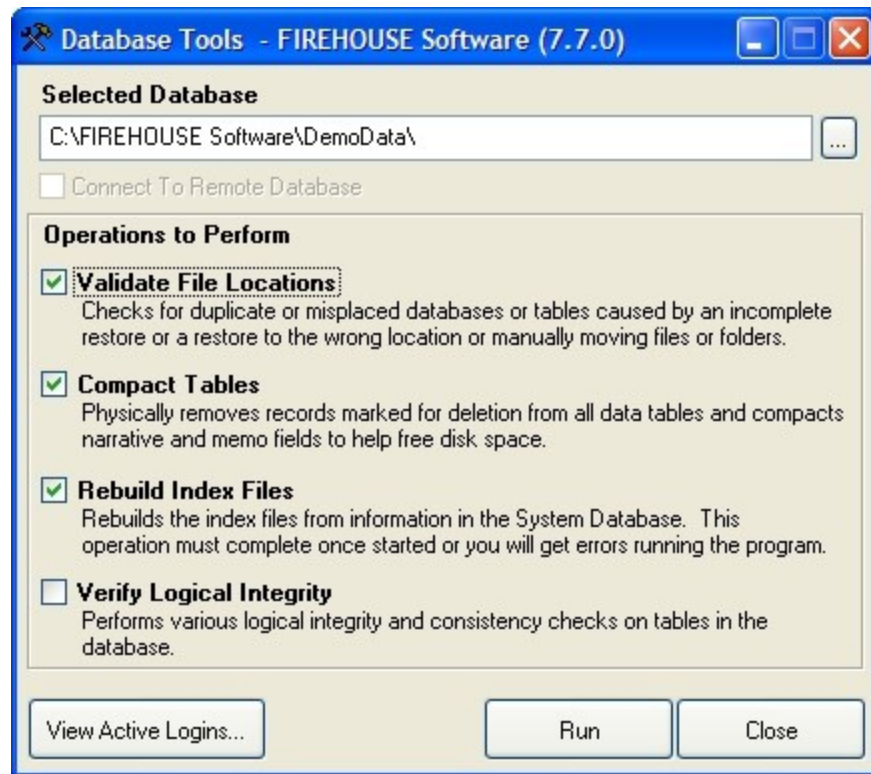 Database Tools - FIREHOUSE Software (7.7.0)
Selected Database
C:\FIREHOUSE Software\DemoData\
...
Connect To Remote Database
Operations to Perform
Validate File Locations
Checks for duplicate or misplaced databases or tables caused by an incomplete
restore or a restore to the wrong location or manually moving files or folders.
Compact Tables
Physically removes records marked for deletion from all data tables and compacts
narrative and memo fields to help free disk space.
Rebuild Index Files
Rebuilds the index files from information in the System Database. This
operation must complete once started or you will get errors running the program.
Verify Logical Integrity
Performs various logical integrity and consistency checks on tables in the
database.
View Active Logins... Run Close